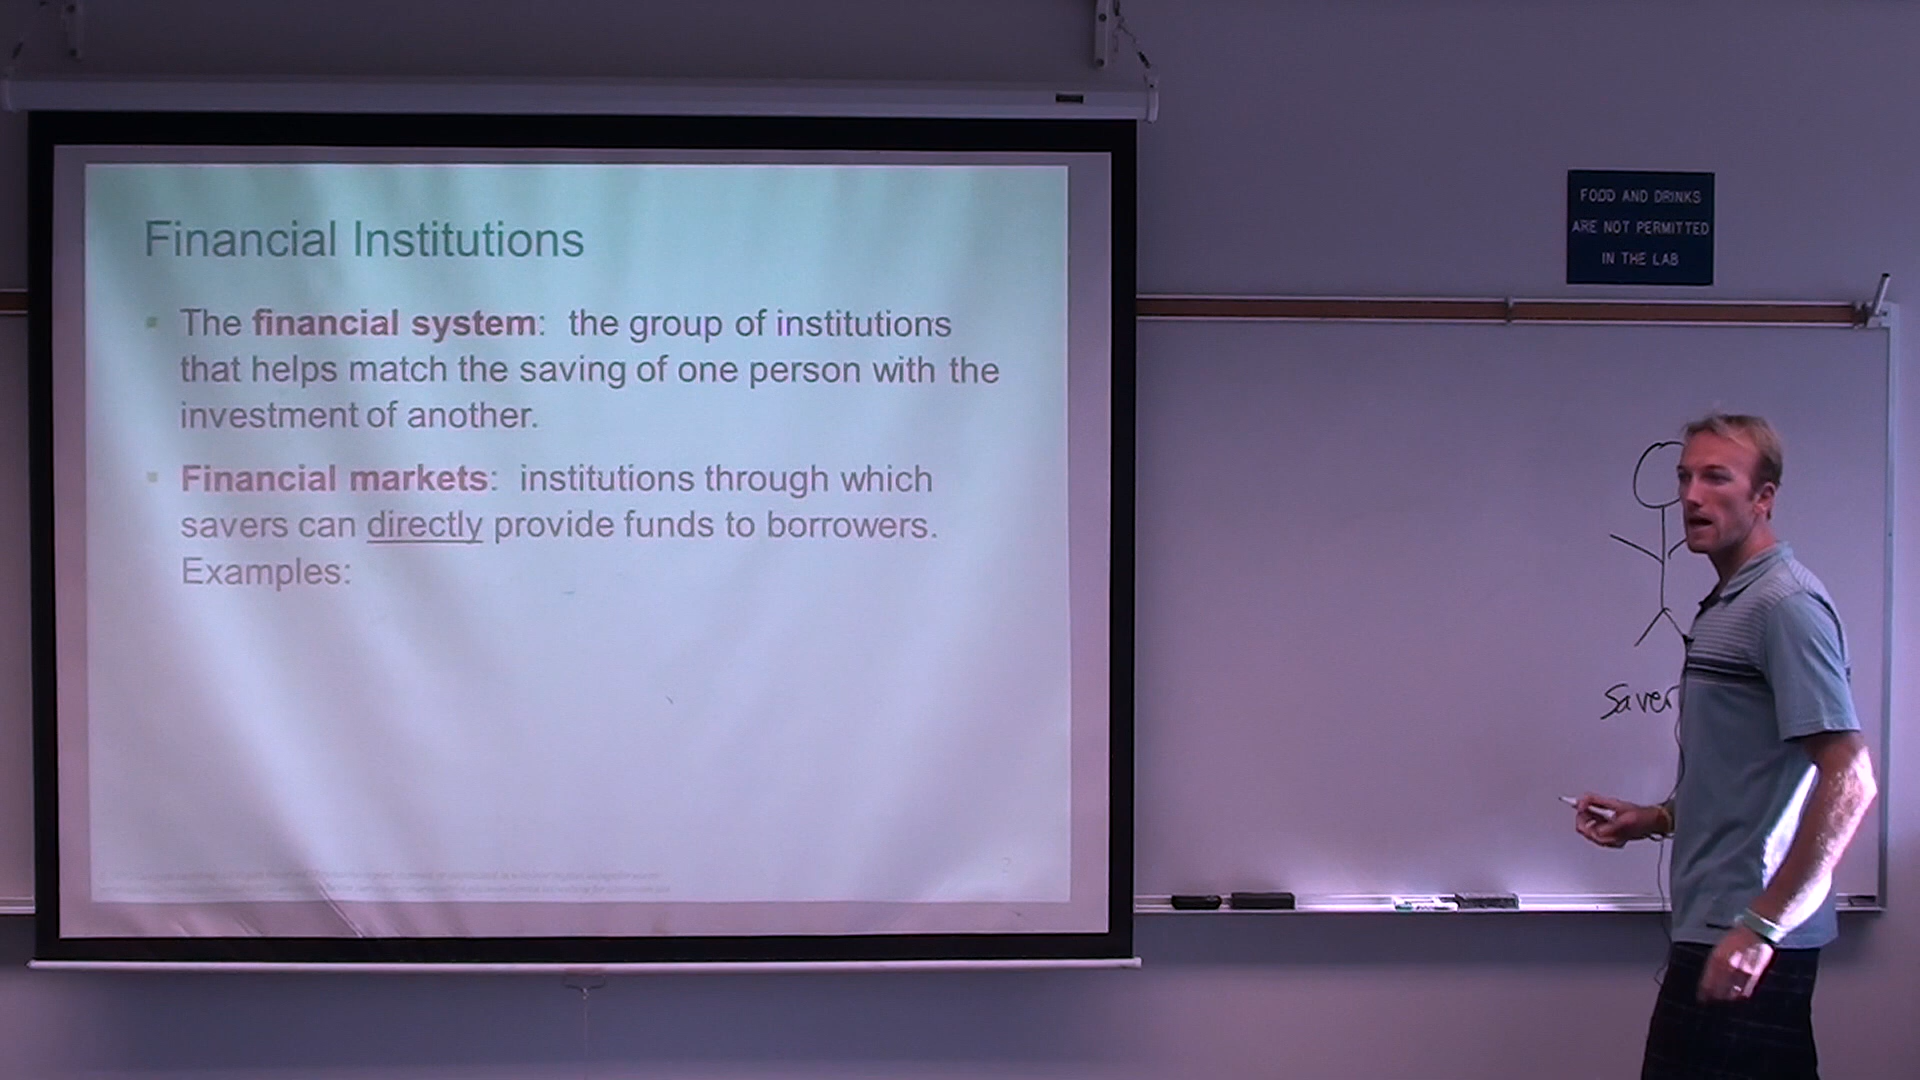 Financial Institutions
The financial system: the group of institutions
that helps match the saving of one person with the
investment of another.
Financial markets: institutions through which
savers can directly provide funds to borrowers.
Examples:
FOOD AND DRINKS
ARE NOT PERMITTED
IN THE LAB
Saver